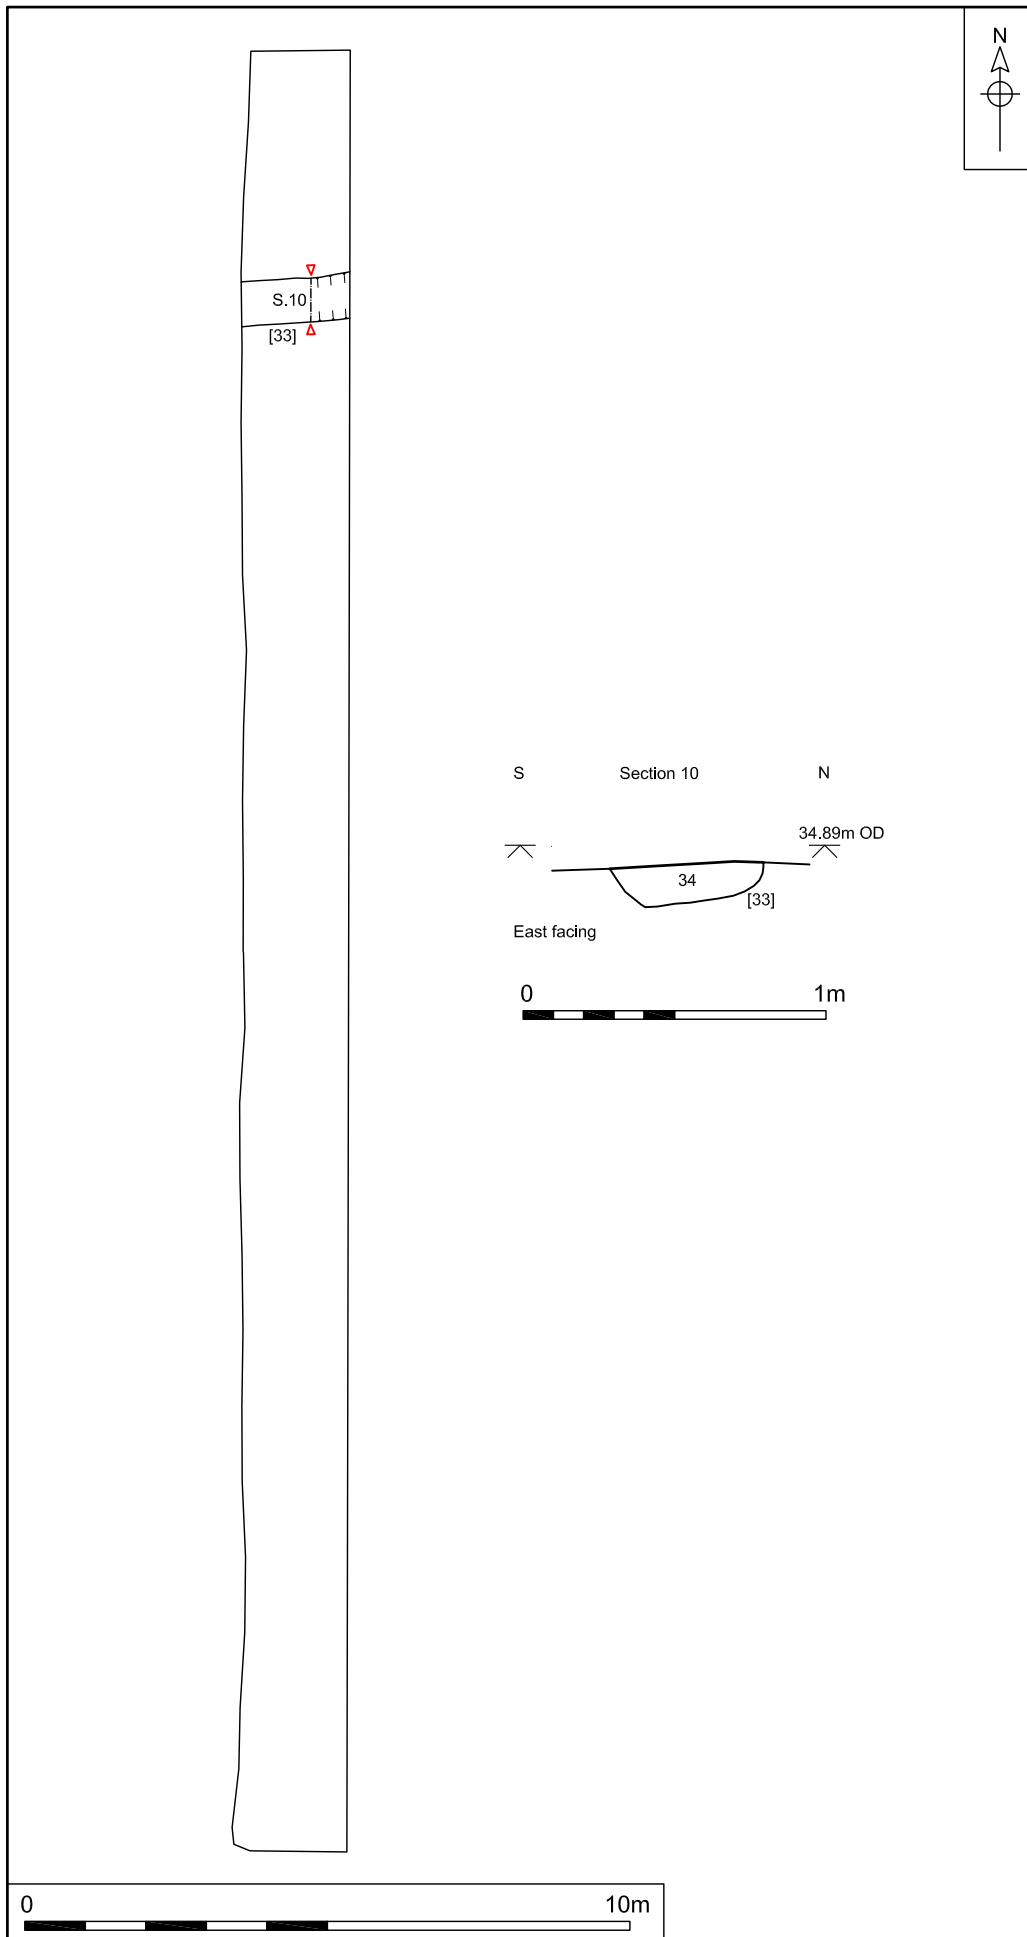 N
S.10
[33]
S Section 10 N
34.89m OD
34
[33]
East facing
0 1m
0 10m